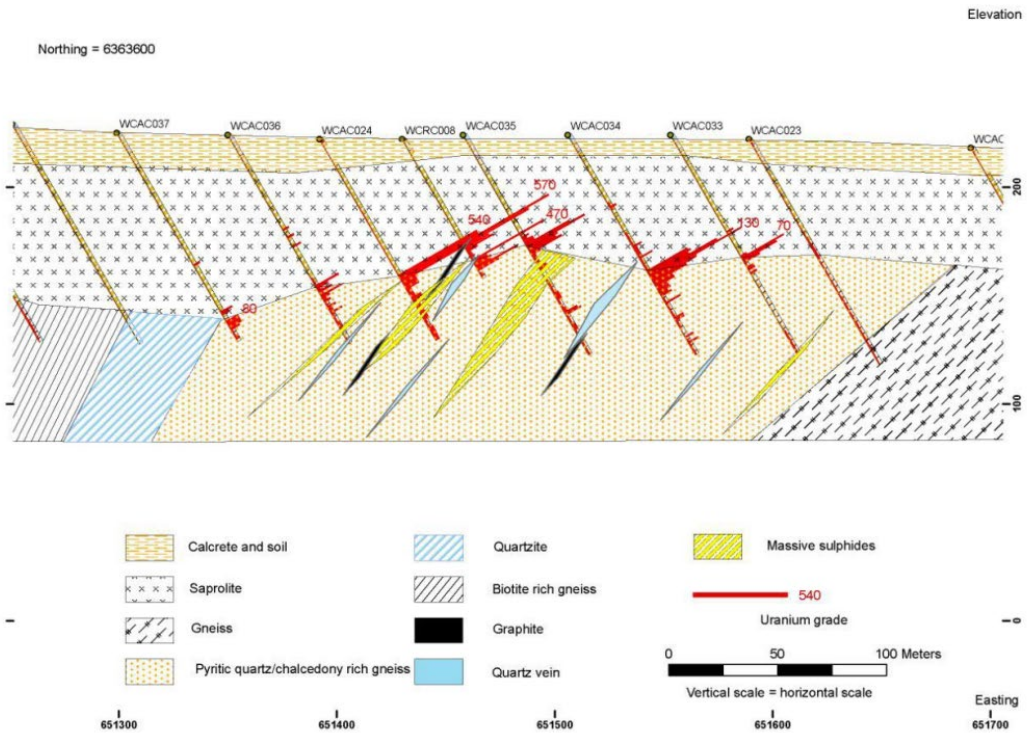 Elevation
Northing = 6363600
WCAC037
WCAC036
WCAC024
WCRC008
WCAC035
WCAC034
WCAC033
WCAC023
WCAC
200
570
540
470
130
70
80
100
Calcrete and soil
Quartzite
Massive sulphides
Saprolite
Biotite rich gneiss
540
Uranium grade
Gneiss
Graphite
0
0 50 100 Meters
Pyritic quartz/chalcedony rich gneiss
Quartz vein
Vertical scale = horizontal scale
Easting
651300
651400
651500
651600
651700